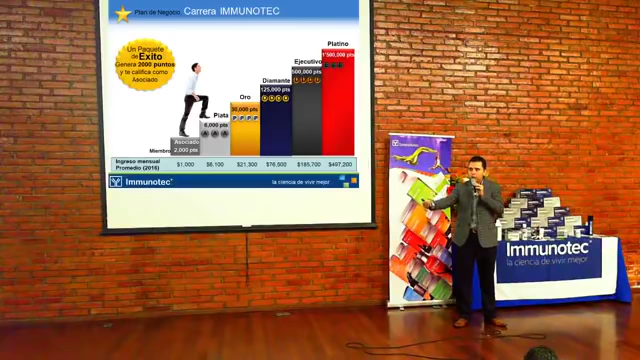 Plan de Negocio, Carrera IMMUNOTEC
Un Paquete
de Exito
Genera 2000 puntos
y te califica como
Asociado
Platino
1'500,000 pts
Ejecutivo
500,000 pts
Diamante
125,000 pts
Oro
30,000 pts
Plata
6,000 pts
Asociado
2,000 pts
Miembro
Ingreso mensual
Promedio (2016)
$1,000
$6,100
$21,300
$76,500
$185,700
$497,200
Immunotec
la ciencia de vivir mejor
Immunotec
la ciencia de vivir mejor